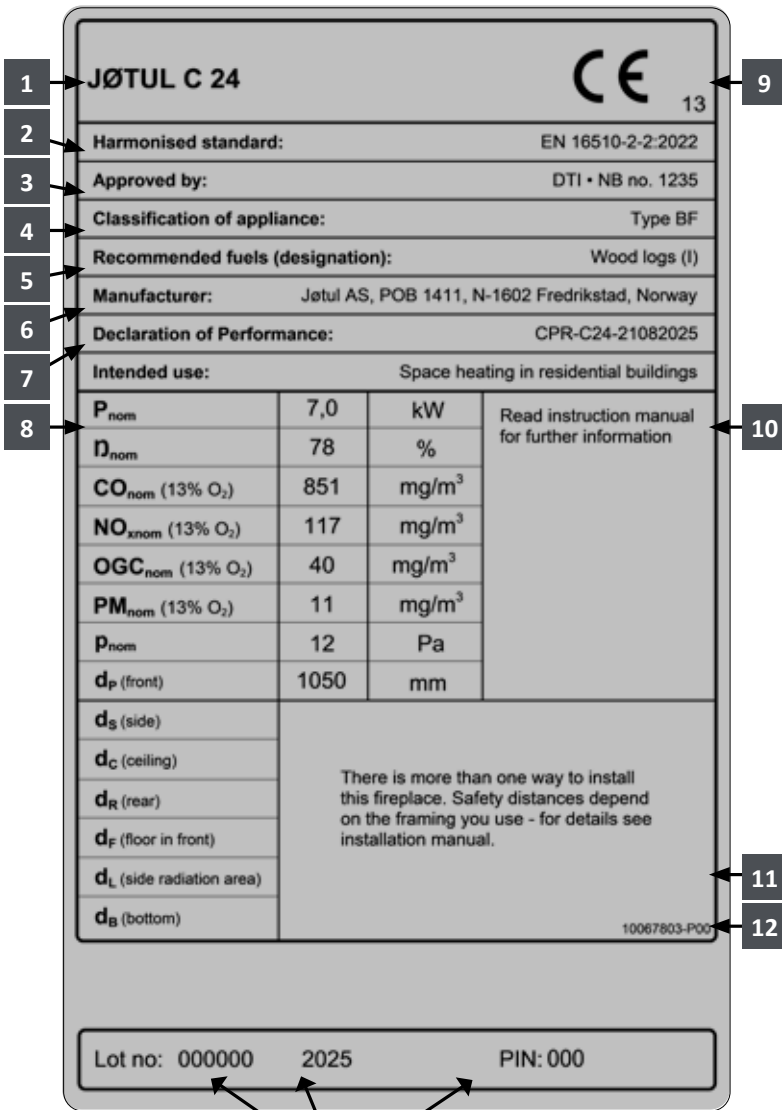 1
JØTUL C 24
CE
13
9
2
Harmonised standard: EN 16510-2-2:2022
3
Approved by: DTI • NB no. 1235
4
Classification of appliance: Type BF
5
Recommended fuels (designation): Wood logs (I)
6
Manufacturer: Jøtul AS, POB 1411, N-1602 Fredrikstad, Norway
7
Declaration of Performance: CPR-C24-21082025
Intended use: Space heating in residential buildings
8
Pnom 7,0 kW
Read instruction manual
for further information
10
ηnom 78 %
COnom (13% O₂) 851 mg/m³
NOxnom (13% O₂) 117 mg/m³
OGCnom (13% O₂) 40 mg/m³
PMnom (13% O₂) 11 mg/m³
pnom 12 Pa
dP (front) 1050 mm
dS (side)
dC (ceiling)
dR (rear)
dF (floor in front)
dL (side radiation area)
dB (bottom)
There is more than one way to install
this fireplace. Safety distances depend
on the framing you use - for details see
installation manual.
11
10067803-P00
12
Lot no: 000000 2025 PIN: 000